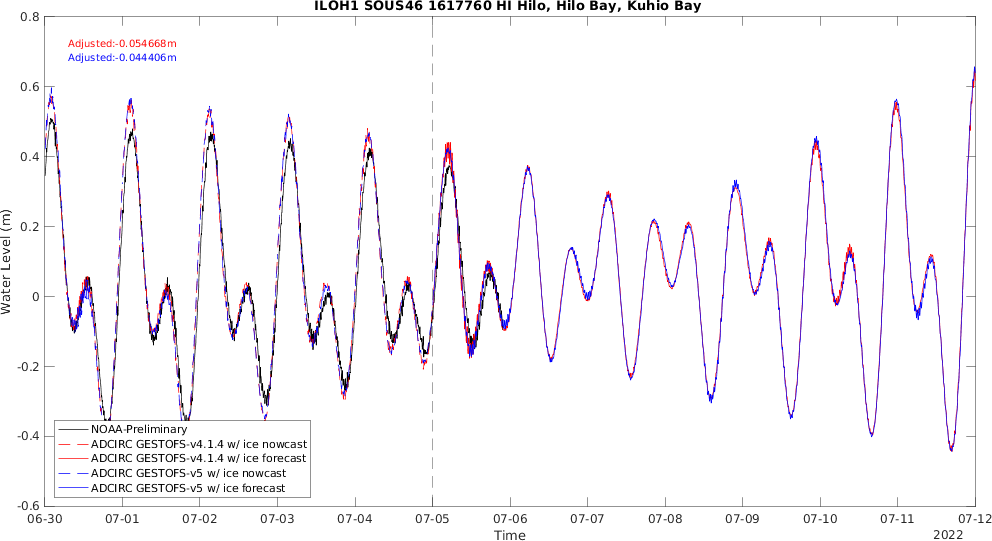 ILOH1 SOUS46 1617760 HI Hilo, Hilo Bay, Kuhio Bay
Adjusted:-0.054668m
Adjusted:-0.044406m
Water Level (m)
0.8
0.6
0.4
0.2
0
-0.2
-0.4
-0.6
NOAA-Preliminary
ADCIRC GESTOFS-v4.1.4 w/ ice nowcast
ADCIRC GESTOFS-v4.1.4 w/ ice forecast
ADCIRC GESTOFS-v5 w/ ice nowcast
ADCIRC GESTOFS-v5 w/ ice forecast
06-30 07-01 07-02 07-03 07-04 07-05 07-06 07-07 07-08 07-09 07-10 07-11 07-12
Time
2022